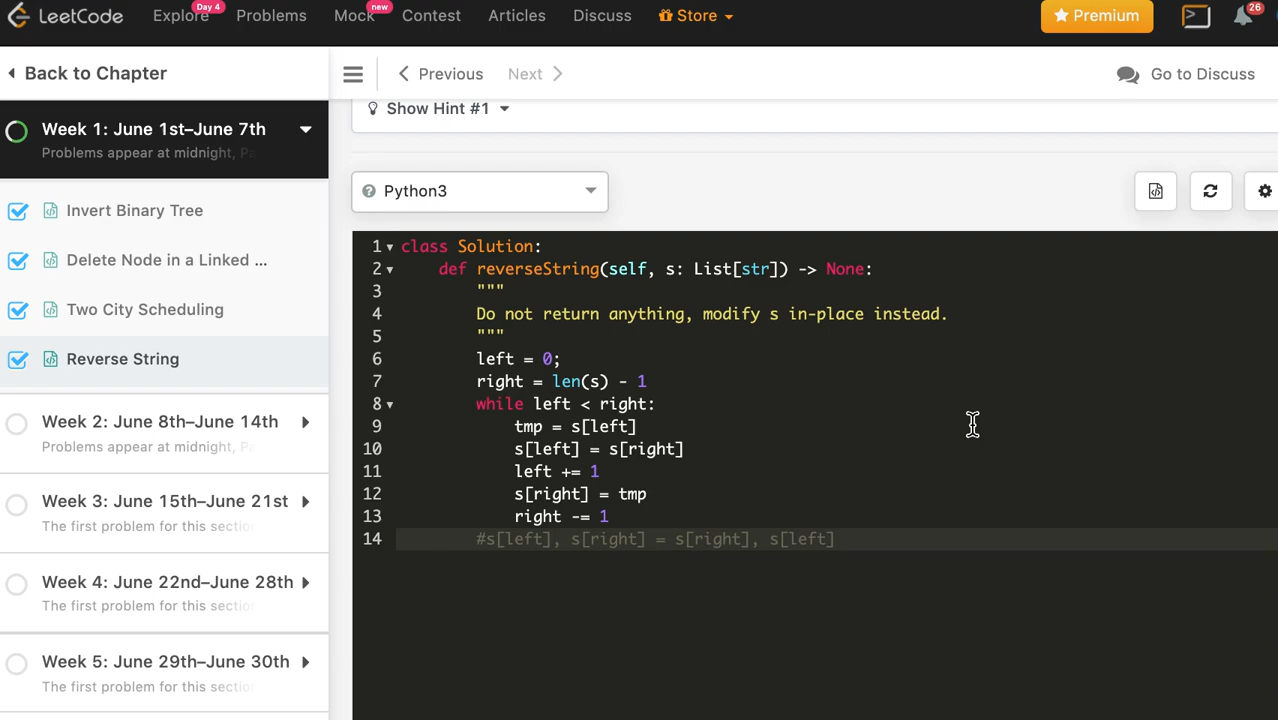 LeetCode
Explore
Day 4
Problems
Mock
new
Contest
Articles
Discuss
Store
Premium
26
Back to Chapter
Previous
Next
Go to Discuss
Week 1: June 1st–June 7th
Problems appear at midnight, Pa
Invert Binary Tree
Delete Node in a Linked ...
Two City Scheduling
Reverse String
Week 2: June 8th–June 14th
Problems appear at midnight, Pa
Week 3: June 15th–June 21st
The first problem for this sectio
Week 4: June 22nd–June 28th
The first problem for this sectio
Week 5: June 29th–June 30th
The first problem for this sectio
Show Hint #1
Python3
1 class Solution:
2     def reverseString(self, s: List[str]) -> None:
3         """
4         Do not return anything, modify s in-place instead.
5         """
6         left = 0;
7         right = len(s) - 1
8         while left < right:
9             tmp = s[left]
10             s[left] = s[right]
11             left += 1
12             s[right] = tmp
13             right -= 1
14         #s[left], s[right] = s[right], s[left]